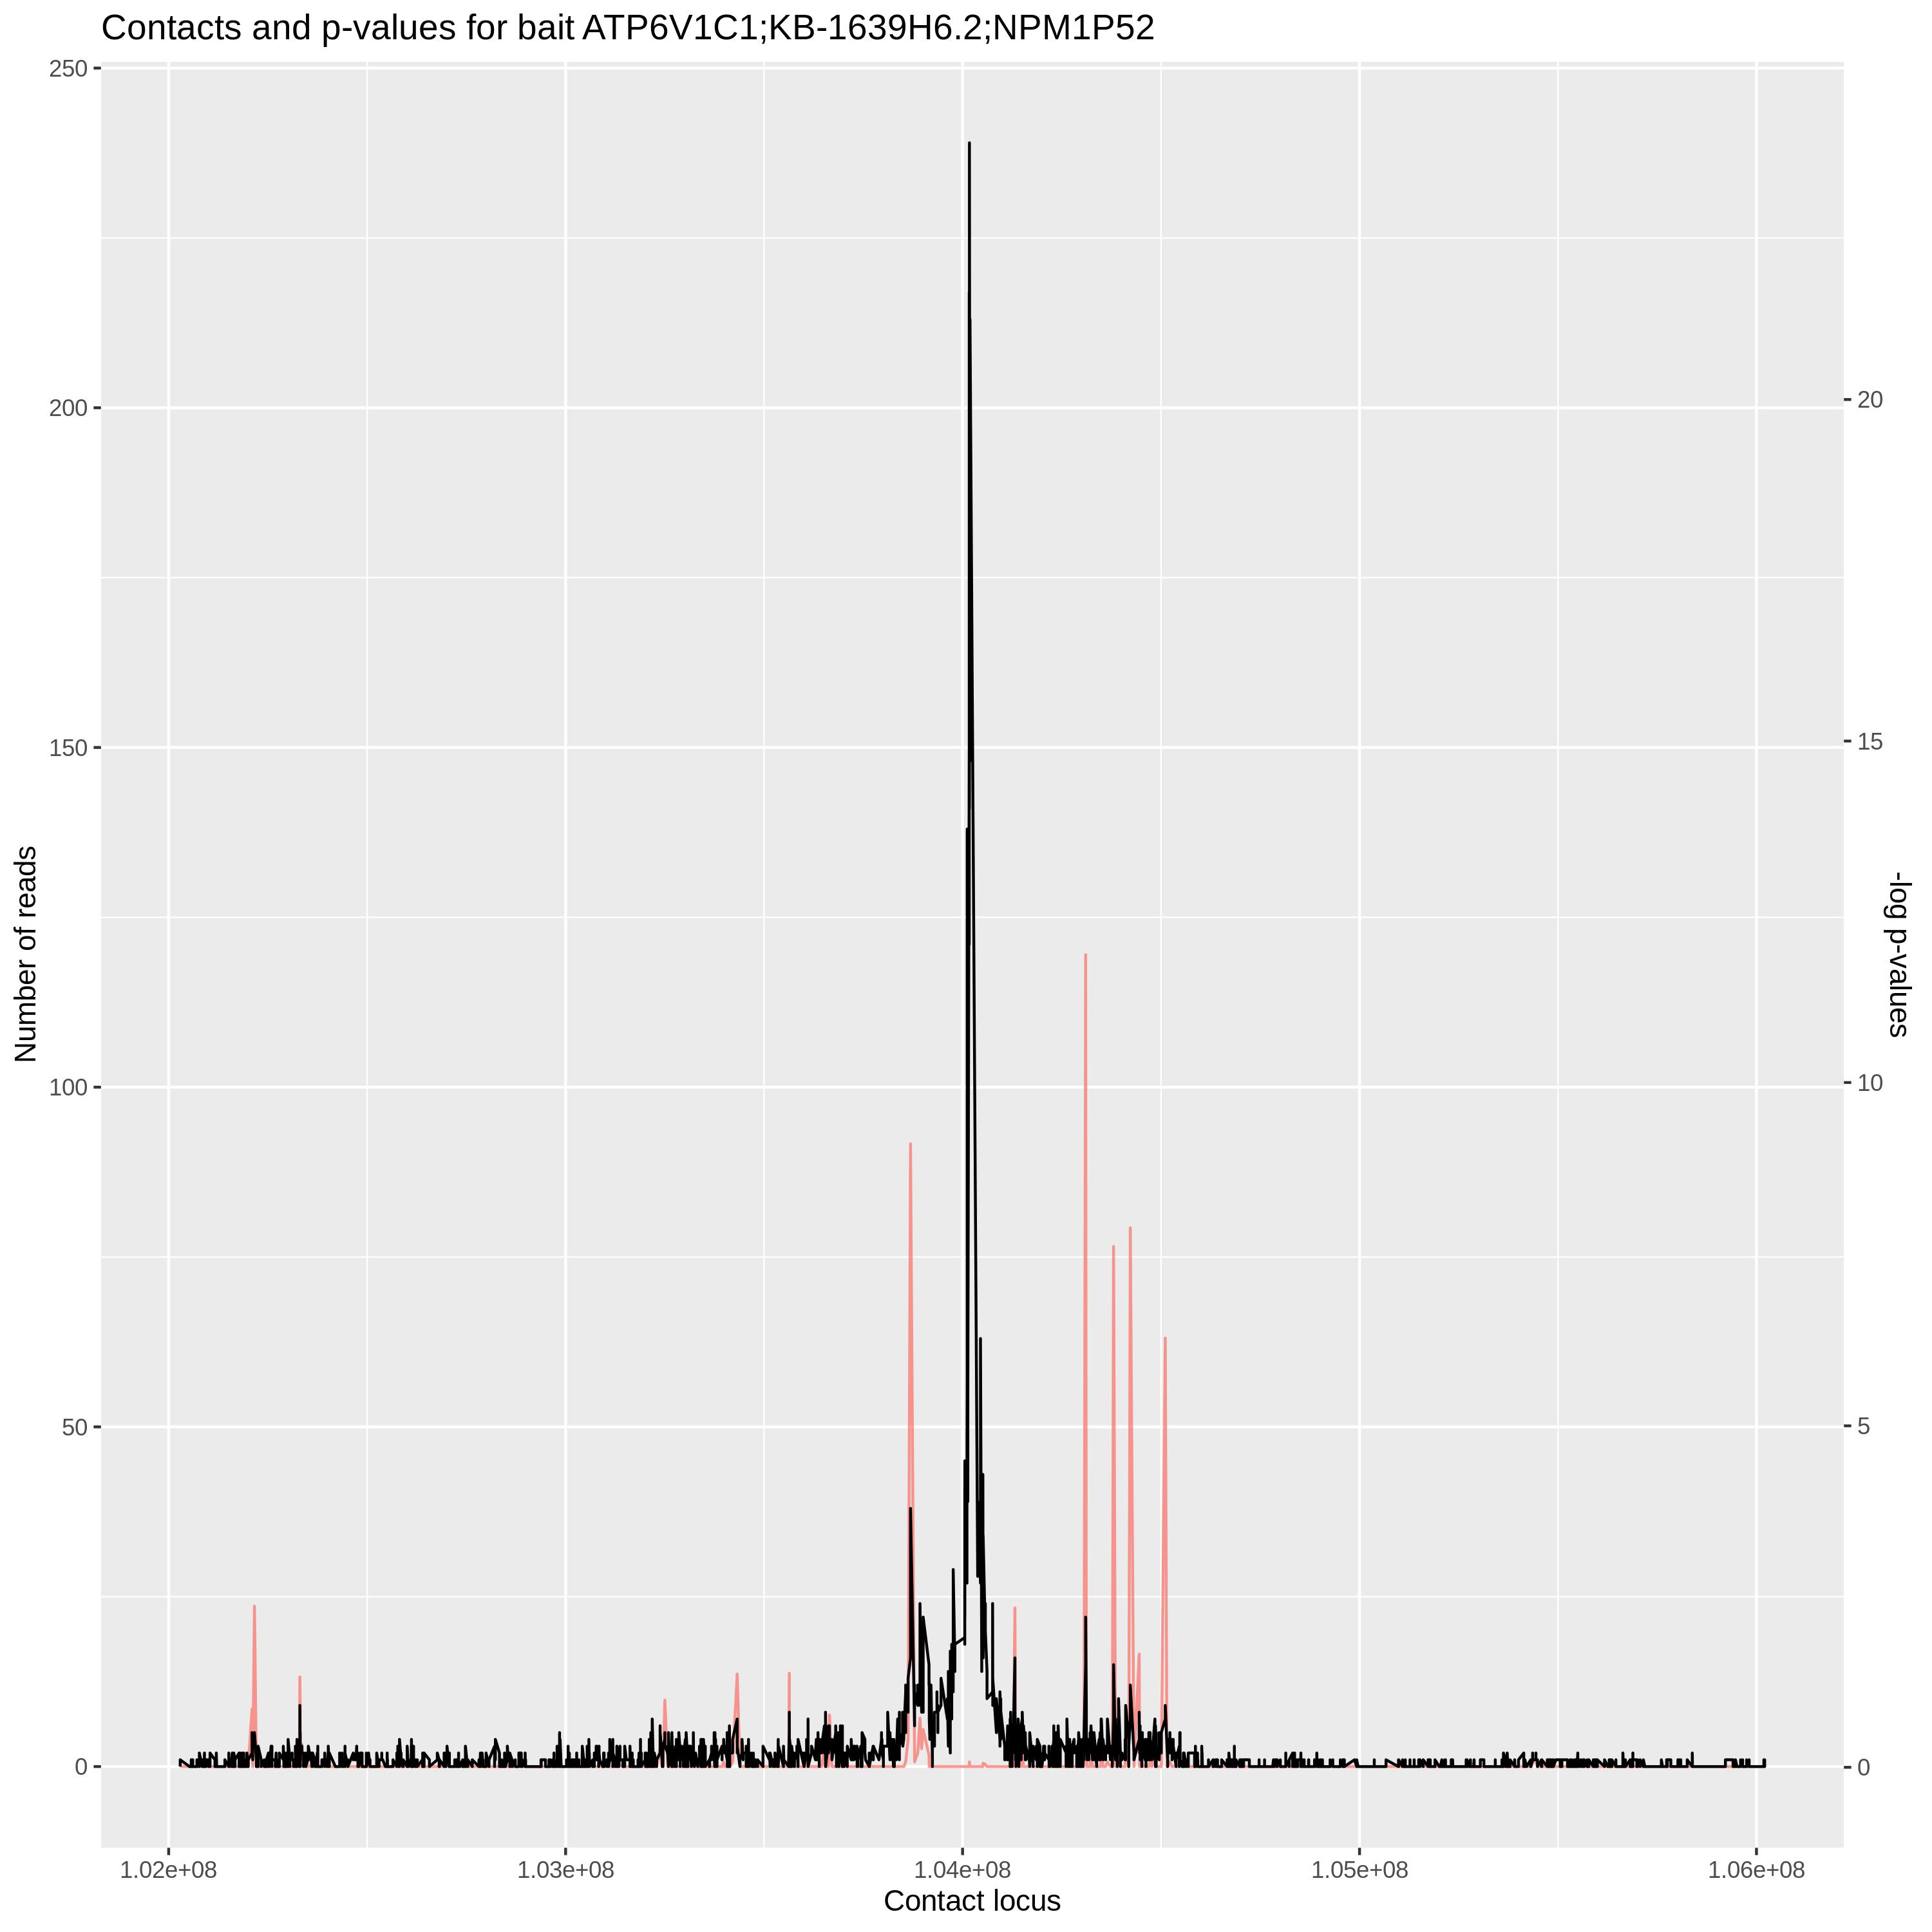 Contacts and p-values for bait ATP6V1C1;KB-1639H6.2;NPM1P52
250
200
150
100
50
0
Number of reads
20
15
10
5
0
-log p-values
1.02e+08 1.03e+08 1.04e+08 1.05e+08 1.06e+08
Contact locus